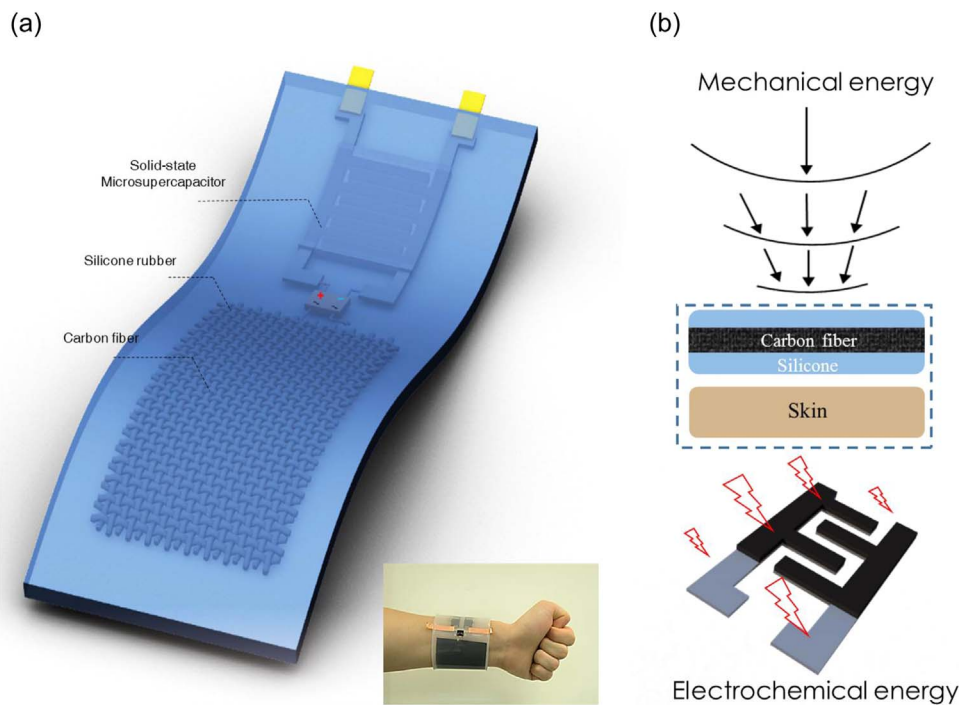 (a)
Solid-state
Microsupercapacitor
Silicone rubber
Carbon fiber
(b)
Mechanical energy
Carbon fiber
Silicone
Skin
Electrochemical energy